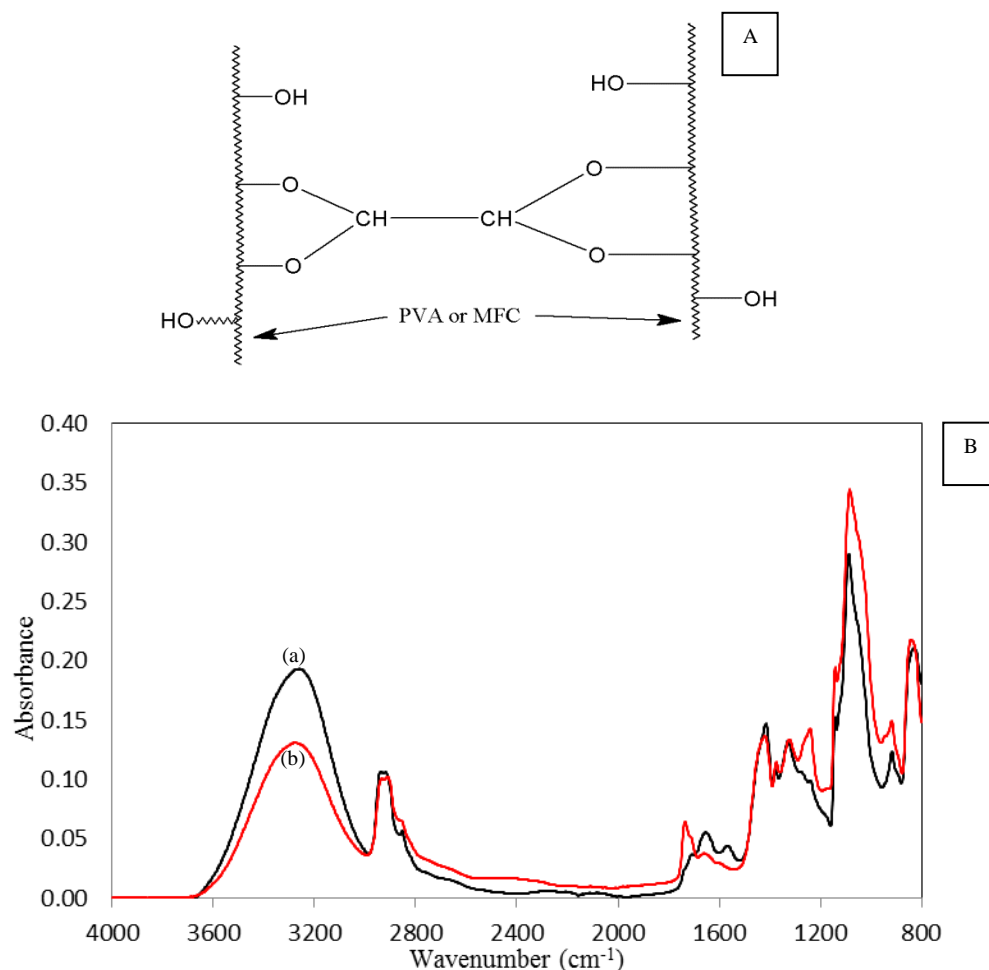 A
OH
HO
O
O
CH
CH
O
O
HO
OH
PVA or MFC
B
0.40
0.35
0.30
0.25
0.20
0.15
0.10
0.05
0.00
Absorbance
(a)
(b)
4000 3600 3200 2800 2400 2000 1600 1200 800
Wavenumber (cm-1)